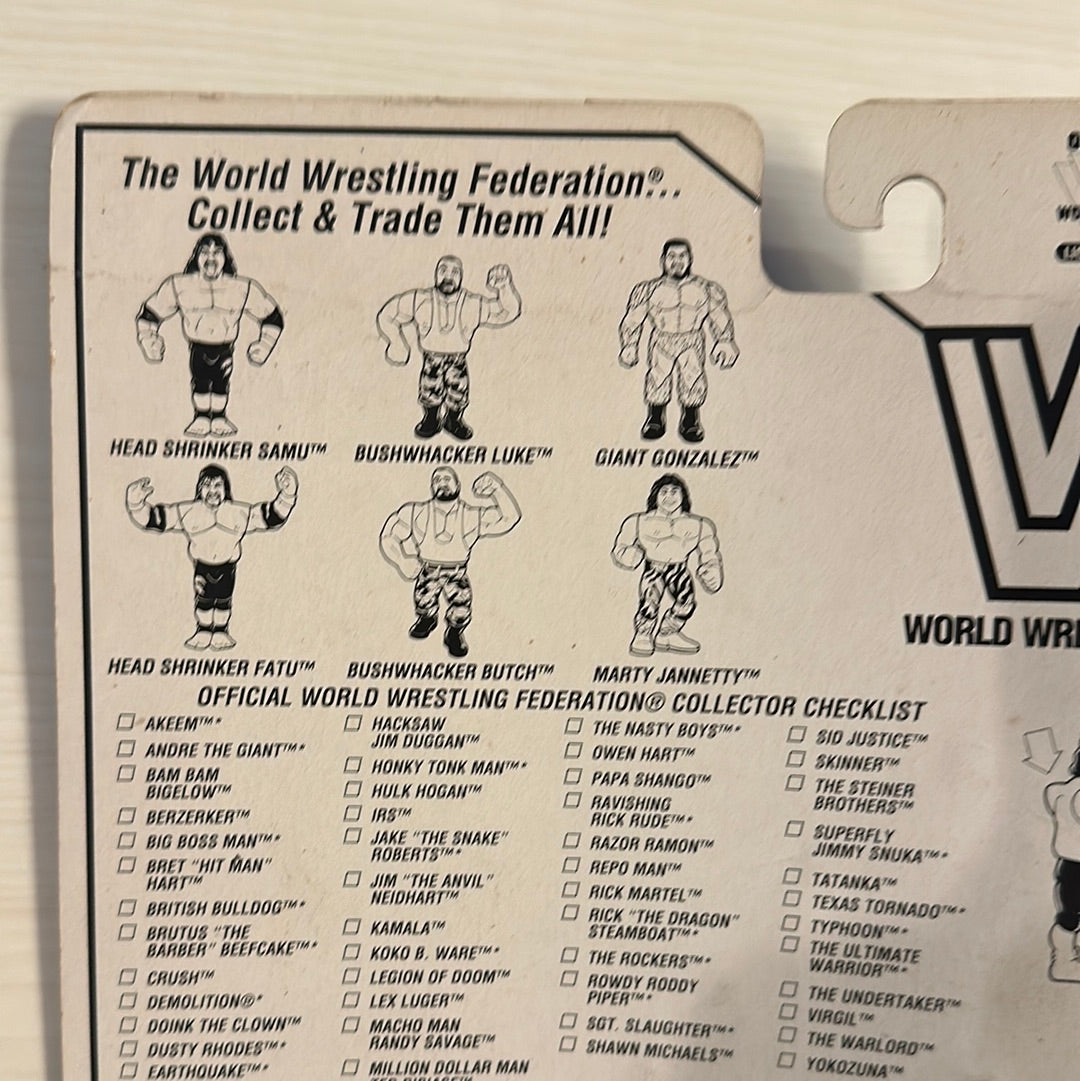 The World Wrestling Federation®...
Collect & Trade Them All!
HEAD SHRINKER SAMU™
BUSHWHACKER LUKE™
GIANT GONZALEZ™
HEAD SHRINKER FATU™
BUSHWHACKER BUTCH™
MARTY JANNETTY™
OFFICIAL WORLD WRESTLING FEDERATION® COLLECTOR CHECKLIST
AKEEM™*
ANDRE THE GIANT™*
BAM BAM
BIGELOW™
BERZERKER™
BIG BOSS MAN™*
BRET "HIT MAN"
HART™
BRITISH BULLDOG™*
BRUTUS "THE
BARBER" BEEFCAKE™*
CRUSH™
DEMOLITION®*
DOINK THE CLOWN™
DUSTY RHODES™*
EARTHQUAKE™*
HACKSAW
JIM DUGGAN™
HONKY TONK MAN™*
HULK HOGAN™
IRS™
JAKE "THE SNAKE"
ROBERTS™*
JIM "THE ANVIL"
NEIDHART™
KAMALA™
KOKO B. WARE™*
LEGION OF DOOM™
LEX LUGER™
MACHO MAN
RANDY SAVAGE™
MILLION DOLLAR MAN
THE NASTY BOYS™*
OWEN HART™
PAPA SHANGO™
RAVISHING
RICK RUDE™*
RAZOR RAMON™
REPO MAN™
RICK MARTEL™
RICK "THE DRAGON"
STEAMBOAT™*
THE ROCKERS™*
ROWDY RODDY
PIPER™*
SGT. SLAUGHTER™*
SHAWN MICHAELS™
SID JUSTICE™
SKINNER™
THE STEINER
BROTHERS™
SUPERFLY
JIMMY SNUKA™*
TATANKA™
TEXAS TORNADO™*
TYPHOON™*
THE ULTIMATE
WARRIOR™*
THE UNDERTAKER™
VIRGIL™
THE WARLORD™
YOKOZUNA™
W
WORLD WRE